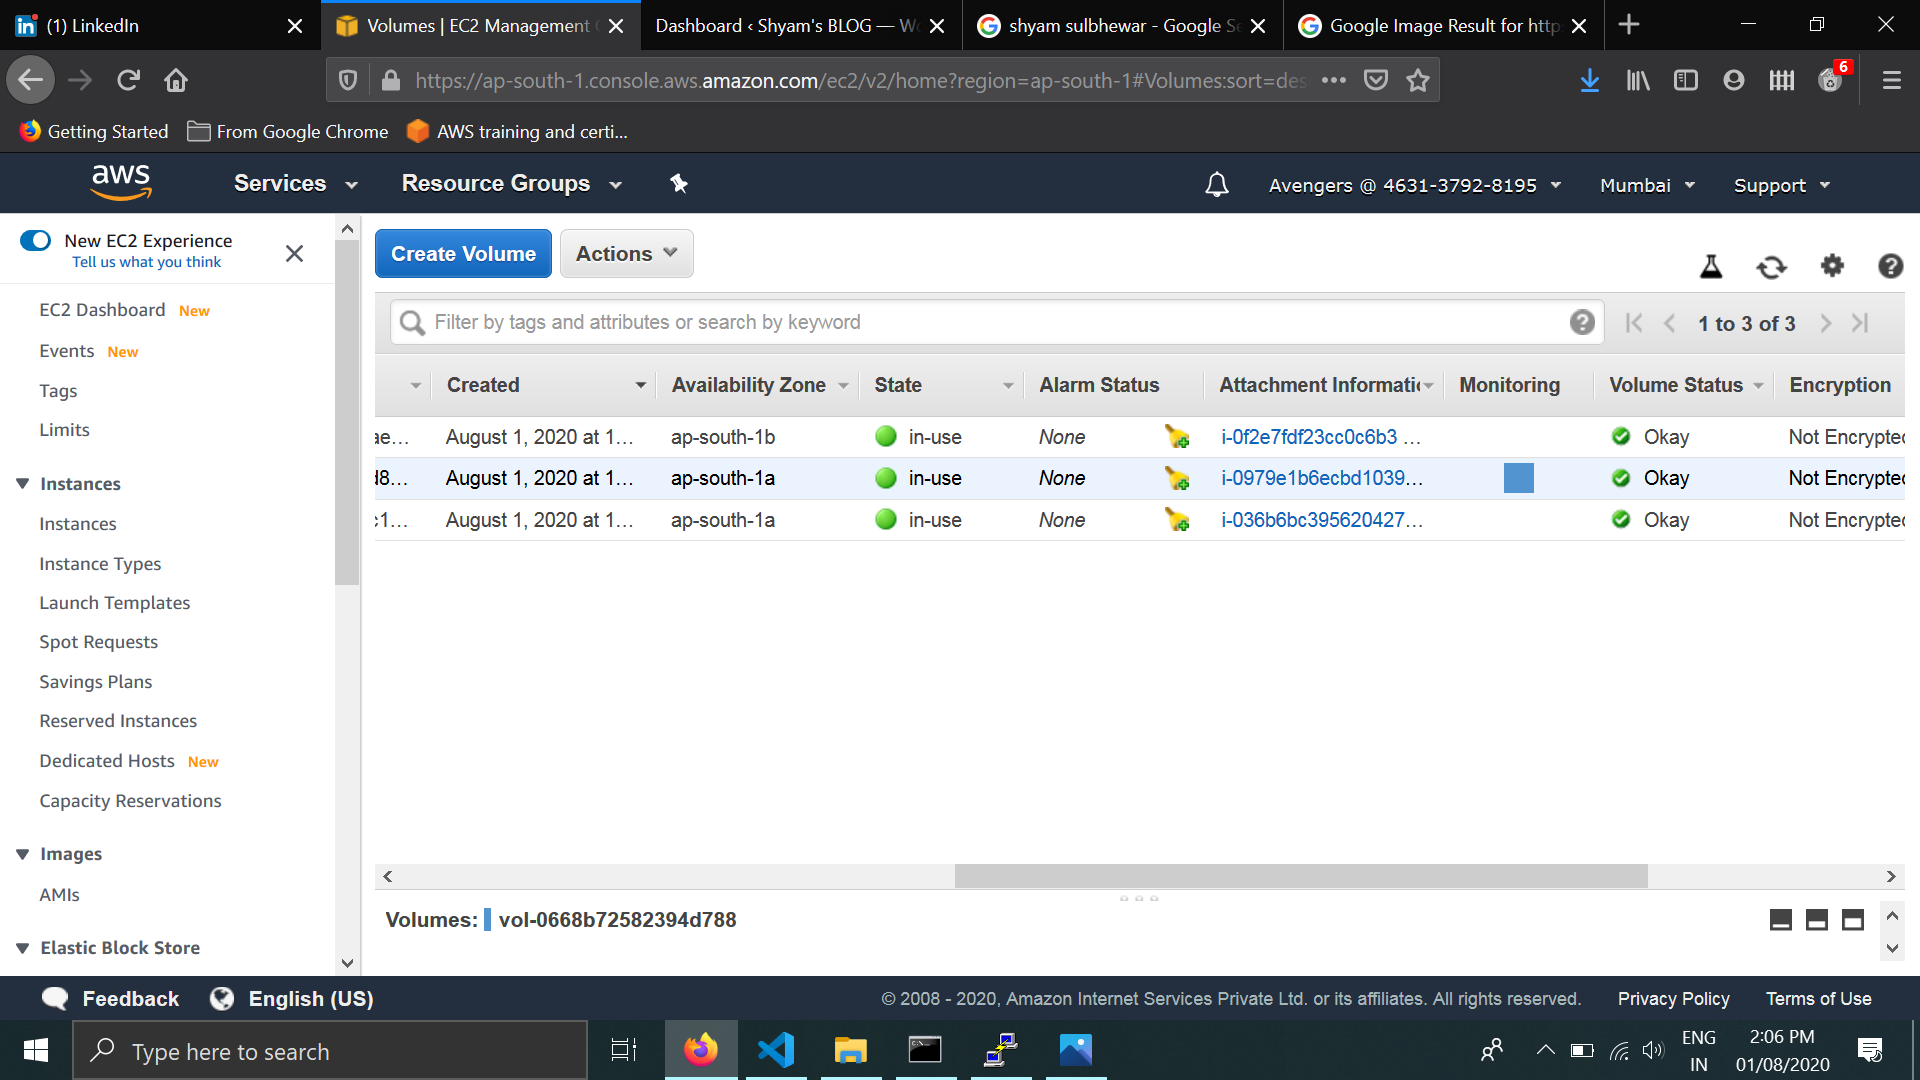 (1) LinkedIn
Volumes | EC2 Management
Dashboard ‹ Shyam's BLOG — Wo
shyam sulbhewar - Google Se
Google Image Result for http
https://ap-south-1.console.aws.amazon.com/ec2/v2/home?region=ap-south-1#Volumes:sort=des
6
Getting Started
From Google Chrome
AWS training and certi...
aws
Services
Resource Groups
Avengers @ 4631-3792-8195
Mumbai
Support
New EC2 Experience
Tell us what you think
EC2 Dashboard New
Events New
Tags
Limits
Instances
Instances
Instance Types
Launch Templates
Spot Requests
Savings Plans
Reserved Instances
Dedicated Hosts New
Capacity Reservations
Images
AMIs
Elastic Block Store
Create Volume
Actions
Filter by tags and attributes or search by keyword
1 to 3 of 3
Created Availability Zone State Alarm Status Attachment Informati Monitoring Volume Status Encryption
ae... August 1, 2020 at 1... ap-south-1b in-use None i-0f2e7fdf23cc0c6b3 ... Okay Not Encrypted
d8... August 1, 2020 at 1... ap-south-1a in-use None i-0979e1b6ecbd1039... Okay Not Encrypted
c1... August 1, 2020 at 1... ap-south-1a in-use None i-036b6bc395620427... Okay Not Encrypted
Volumes: vol-0668b72582394d788
Feedback
English (US)
© 2008 - 2020, Amazon Internet Services Private Ltd. or its affiliates. All rights reserved.
Privacy Policy
Terms of Use
Type here to search
ENG
IN
2:06 PM
01/08/2020